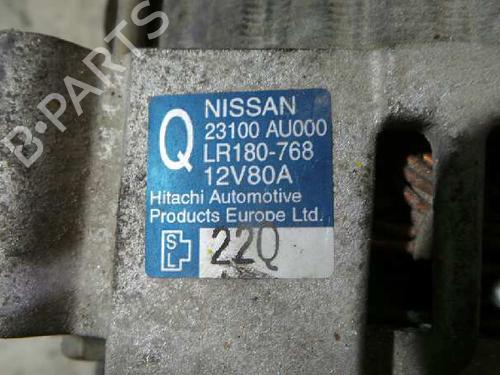 B-PARTS
Q
NISSAN
23100 AU000
LR180-768
12V80A
Hitachi Automotive
Products Europe Ltd.
S
L
22Q